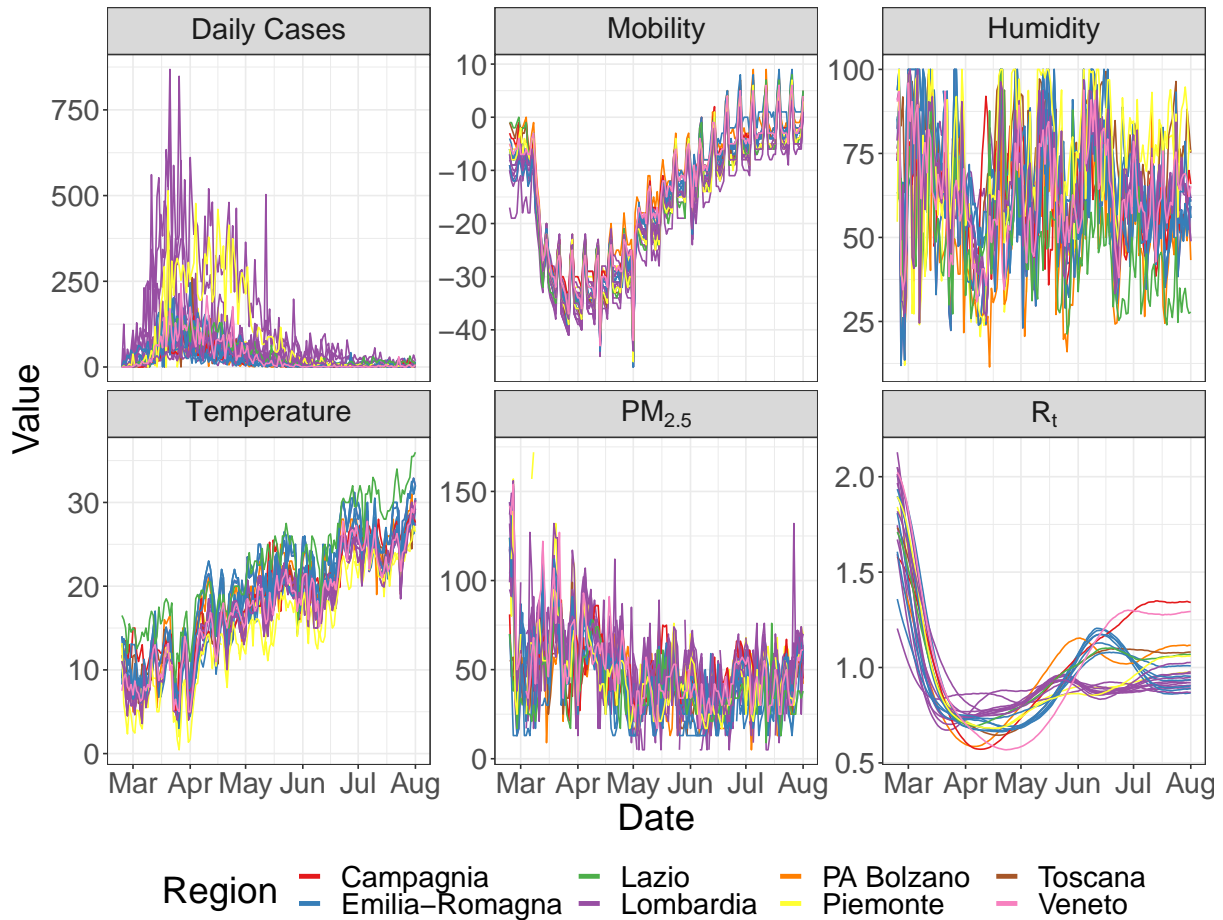 Daily Cases
Mobility
Humidity
750
500
250
0
10
0
−10
−20
−30
−40
100
75
50
25
Value
Temperature
PM2.5
Rt
30
20
10
0
150
100
50
0
2.0
1.5
1.0
0.5
Mar Apr May Jun Jul Aug
Mar Apr May Jun Jul Aug
Mar Apr May Jun Jul Aug
Date
Region
Campagnia
Lazio
PA Bolzano
Toscana
Emilia−Romagna
Lombardia
Piemonte
Veneto